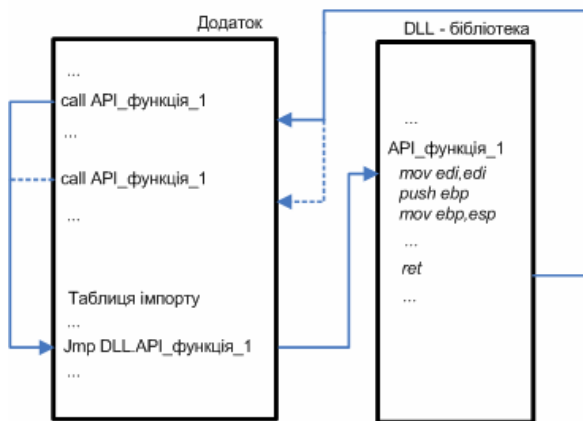 Додаток
...
call API_функція_1
...
call API_функція_1
...
Таблиця імпорту
...
Jmp DLL.API_функція_1
...
DLL - бібліотека
...
API_функція_1
mov edi,edi
push ebp
mov ebp,esp
...
ret
...